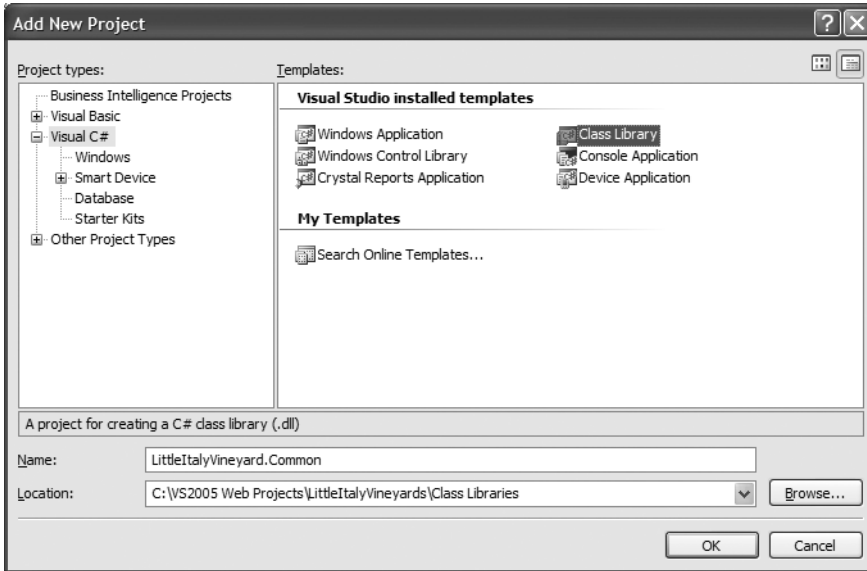 Add New Project
Project types:
Templates:
Business Intelligence Projects
Visual Basic
Visual C#
Windows
Smart Device
Database
Starter Kits
Other Project Types
Visual Studio installed templates
Windows Application
Class Library
Windows Control Library
Console Application
Crystal Reports Application
Device Application
My Templates
Search Online Templates...
A project for creating a C# class library (.dll)
Name:
LittleItalyVineyard.Common
Location:
C:\VS2005 Web Projects\LittleItalyVineyards\Class Libraries
Browse...
OK
Cancel